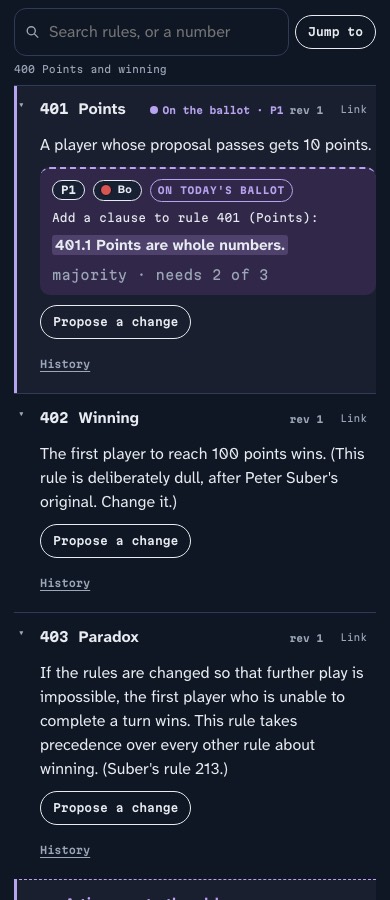 Search rules, or a number
Jump to
400 Points and winning
401 Points
On the ballot · P1 rev 1 Link
A player whose proposal passes gets 10 points.
P1 Bo ON TODAY'S BALLOT
Add a clause to rule 401 (Points):
401.1 Points are whole numbers.
majority · needs 2 of 3
Propose a change
History
402 Winning rev 1 Link
The first player to reach 100 points wins. (This
rule is deliberately dull, after Peter Suber's
original. Change it.)
Propose a change
History
403 Paradox rev 1 Link
If the rules are changed so that further play is
impossible, the first player who is unable to
complete a turn wins. This rule takes
precedence over every other rule about
winning. (Suber's rule 213.)
Propose a change
History